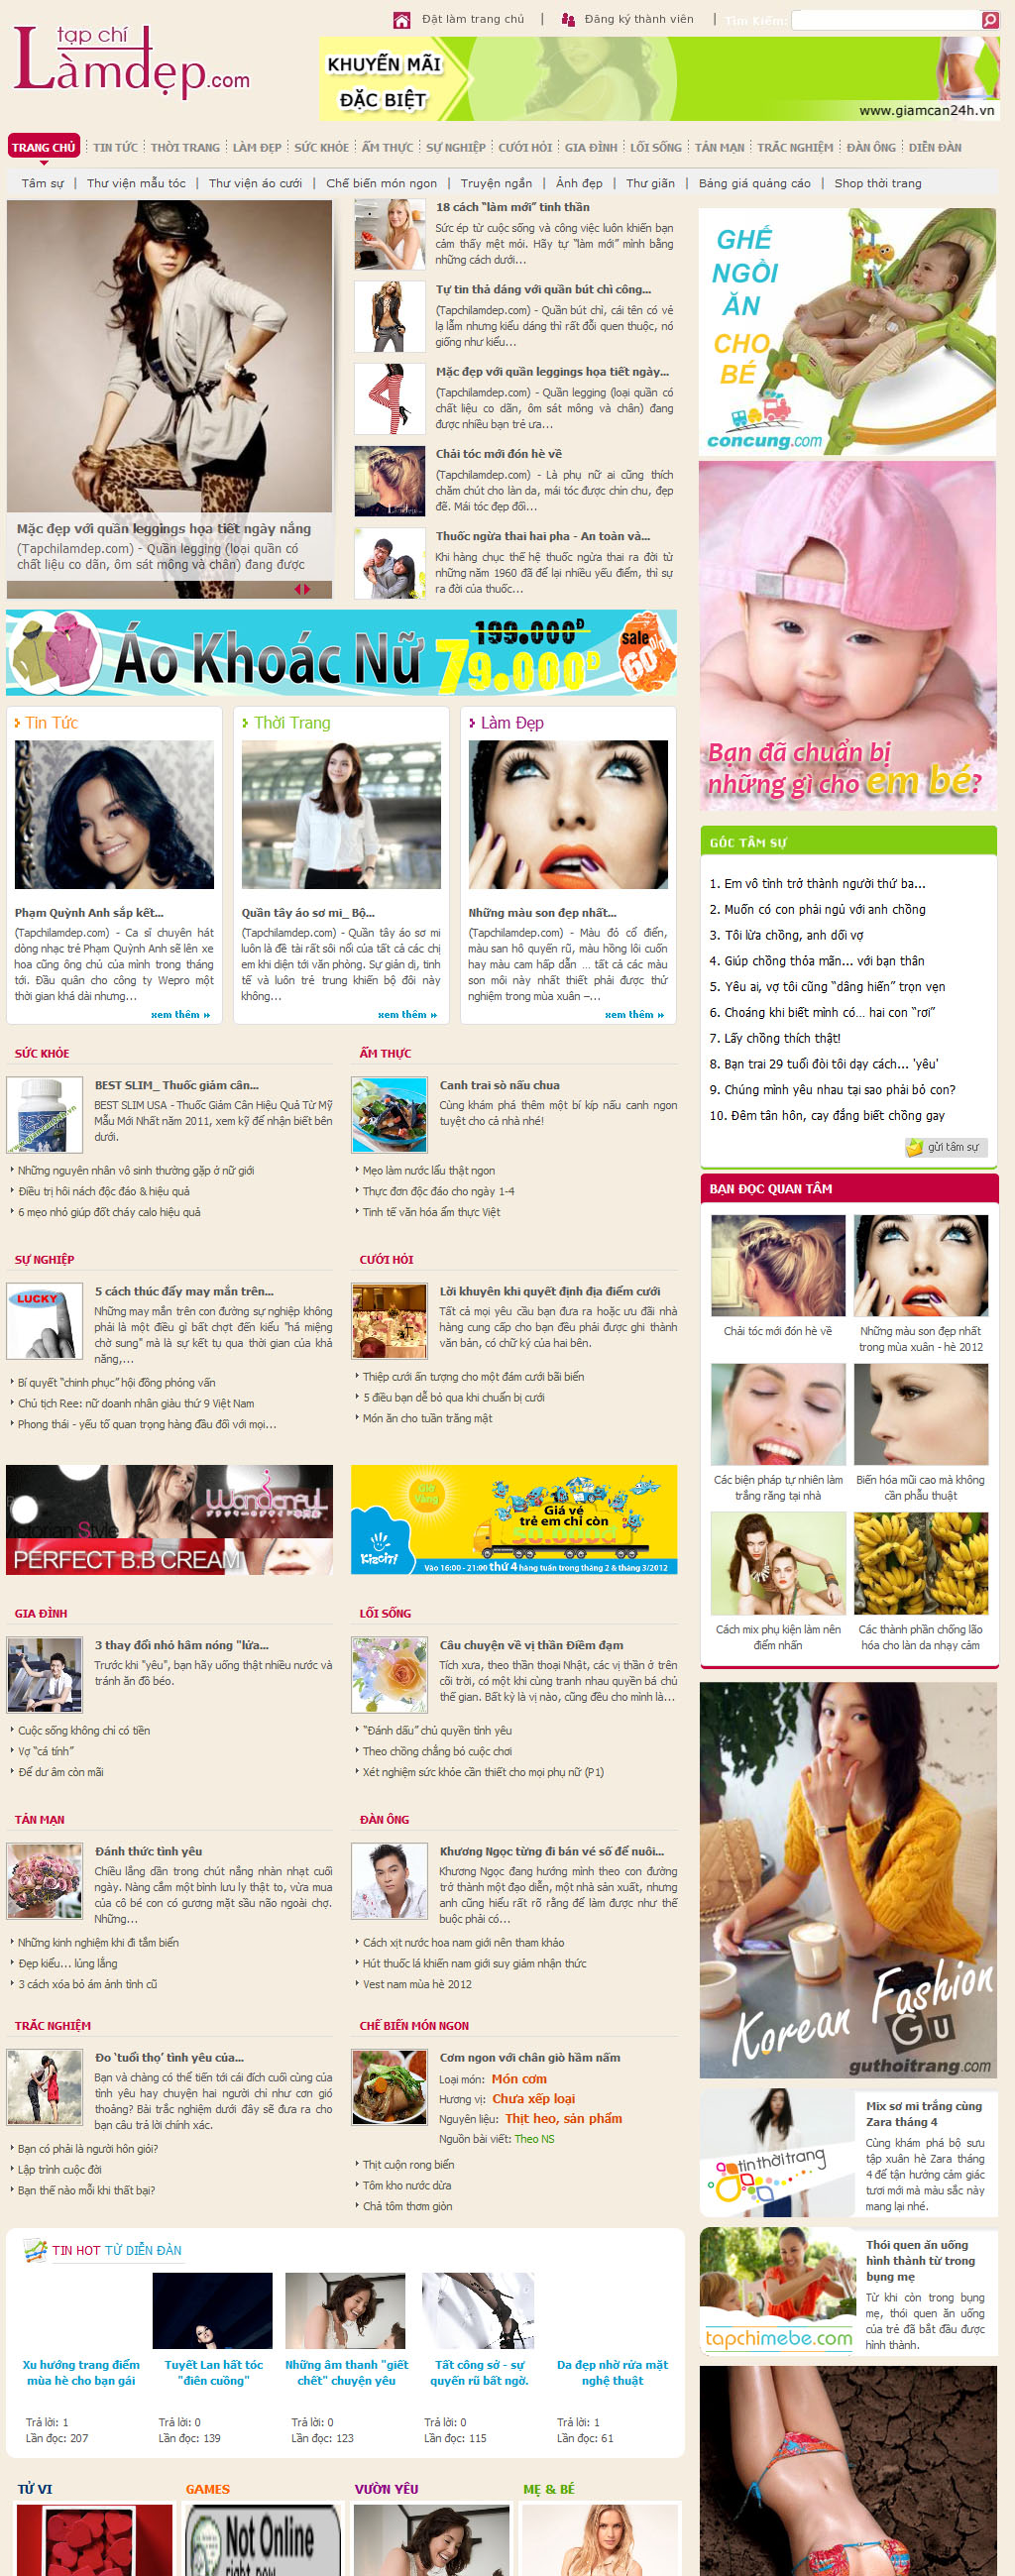 Đặt làm trang chủ | Đăng ký thành viên | Tìm Kiếm:
tạp chí
Làmđẹp.com
KHUYẾN MÃI
ĐẶC BIỆT
www.giamcan24h.vn
TRANG CHỦ TIN TỨC THỜI TRANG LÀM ĐẸP SỨC KHỎE ẨM THỰC SỰ NGHIỆP CƯỚI HỎI GIA ĐÌNH LỐI SỐNG TẢN MẠN TRẮC NGHIỆM ĐÀN ÔNG DIỄN ĐÀN
Tâm sự | Thư viện mẫu tóc | Thư viện áo cưới | Chế biến món ngon | Truyện ngắn | Ảnh đẹp | Thư giãn | Bảng giá quảng cáo | Shop thời trang
Mặc đẹp với quần leggings họa tiết ngày nắng
(Tapchilamdep.com) - Quần legging (loại quần có
chất liệu co dãn, ôm sát mông và chân) đang được
18 cách “làm mới” tinh thần
Sức ép từ cuộc sống và công việc luôn khiến bạn
cảm thấy mệt mỏi. Hãy tự “làm mới” mình bằng
những cách dưới...
Tự tin thả dáng với quần bút chì công...
(Tapchilamdep.com) - Quần bút chì, cái tên có vẻ
lạ lẫm nhưng kiểu dáng thì rất đỗi quen thuộc, nó
giống như kiểu...
Mặc đẹp với quần leggings họa tiết ngày...
(Tapchilamdep.com) - Quần legging (loại quần có
chất liệu co dãn, ôm sát mông và chân) đang
được nhiều bạn trẻ ưa...
Chải tóc mới đón hè về
(Tapchilamdep.com) - Là phụ nữ ai cũng thích
chăm chút cho làn da, mái tóc được chỉn chu, đẹp
đẽ. Mái tóc đẹp đối...
Thuốc ngừa thai hai pha - An toàn và...
Khi hàng chục thế hệ thuốc ngừa thai ra đời từ
những năm 1960 đã để lại nhiều yếu điểm, thì sự
ra đời của thuốc...
GHẾ
NGỒI
ĂN
CHO
BÉ
concung.com
Bạn đã chuẩn bị
những gì cho em bé?
Áo Khoác Nữ
199.000Đ
79.000Đ
sale
60%
Tin Tức
Phạm Quỳnh Anh sắp kết...
(Tapchilamdep.com) - Ca sĩ chuyên hát
dòng nhạc trẻ Phạm Quỳnh Anh sẽ lên xe
hoa cũng ông chủ của mình trong tháng
tới. Đầu quân cho công ty Wepro một
thời gian khá dài nhưng...
xem thêm
Thời Trang
Quần tây áo sơ mi_ Bộ...
(Tapchilamdep.com) - Quần tây áo sơ mi
luôn là đề tài rất sôi nổi của tất cả các chị
em khi diện tới văn phòng. Sự giản dị, tinh
tế và luôn trẻ trung khiến bộ đôi này
không...
xem thêm
Làm Đẹp
Những màu son đẹp nhất...
(Tapchilamdep.com) - Màu đỏ cổ điển,
màu san hô quyến rũ, màu hồng lôi cuốn
hay màu cam hấp dẫn ... tất cả các màu
son môi này nhất thiết phải được thử
nghiệm trong mùa xuân –...
xem thêm
GÓC TÂM SỰ
1. Em vô tình trở thành người thứ ba...
2. Muốn có con phải ngủ với anh chồng
3. Tôi lừa chồng, anh dối vợ
4. Giúp chồng thỏa mãn... với bạn thân
5. Yêu ai, vợ tôi cũng “dâng hiến” trọn vẹn
6. Choáng khi biết mình có... hai con “rơi”
7. Lấy chồng thích thật!
8. Bạn trai 29 tuổi đòi tôi dạy cách... 'yêu'
9. Chúng mình yêu nhau tại sao phải bỏ con?
10. Đêm tân hôn, cay đắng biết chồng gay
gửi tâm sự
SỨC KHỎE
BEST SLIM_ Thuốc giảm cân...
BEST SLIM USA - Thuốc Giảm Cân Hiệu Quả Từ Mỹ
Mẫu Mới Nhất năm 2011, xem kỹ để nhận biết bên
dưới.
Những nguyên nhân vô sinh thường gặp ở nữ giới
Điều trị hôi nách độc đáo & hiệu quả
6 mẹo nhỏ giúp đốt cháy calo hiệu quả
ẨM THỰC
Canh trai sò nấu chua
Cùng khám phá thêm một bí kíp nấu canh ngon
tuyệt cho cả nhà nhé!
Mẹo làm nước lẩu thật ngon
Thực đơn độc đáo cho ngày 1-4
Tinh tế văn hóa ẩm thực Việt
SỰ NGHIỆP
LUCKY
5 cách thúc đẩy may mắn trên...
Những may mắn trên con đường sự nghiệp không
phải là một điều gì bất chợt đến kiểu "há miệng
chờ sung" mà là sự kết tụ qua thời gian của khả
năng,...
Bí quyết “chinh phục” hội đồng phỏng vấn
Chủ tịch Ree: nữ doanh nhân giàu thứ 9 Việt Nam
Phong thái - yếu tố quan trọng hàng đầu đối với mọi...
CƯỚI HỎI
Lời khuyên khi quyết định địa điểm cưới
Tất cả mọi yêu cầu bạn đưa ra hoặc ưu đãi nhà
hàng cung cấp cho bạn đều phải được ghi thành
văn bản, có chữ ký của hai bên.
Thiệp cưới ấn tượng cho một đám cưới bãi biển
5 điều bạn dễ bỏ qua khi chuẩn bị cưới
Món ăn cho tuần trăng mật
BẠN ĐỌC QUAN TÂM
Chải tóc mới đón hè về
Những màu son đẹp nhất
trong mùa xuân - hè 2012
Các biện pháp tự nhiên làm
trắng răng tại nhà
Biến hóa mũi cao mà không
cần phẫu thuật
Cách mix phụ kiện làm nên
điểm nhấn
Các thành phần chống lão
hóa cho làn da nhạy cảm
PERFECT B.B CREAM
Giờ
Vàng
Giá vé
trẻ em chỉ còn
50.000đ
Kizciti
Vào 16:00 - 21:00 thứ 4 hàng tuần trong tháng 2 & tháng 3/2012
GIA ĐÌNH
3 thay đổi nhỏ hâm nóng "lửa...
Trước khi "yêu", bạn hãy uống thật nhiều nước và
tránh ăn đồ béo.
Cuộc sống không chỉ có tiền
Vợ “cá tính”
Để dư âm còn mãi
LỐI SỐNG
Câu chuyện về vị thần Điềm đạm
Tích xưa, theo thần thoại Nhật, các vị thần ở trên
cõi trời, có một khi cùng tranh nhau quyền bá chủ
thế gian. Bất kỳ là vị nào, cũng đều cho mình là...
“Đánh dấu” chủ quyền tình yêu
Theo chồng chẳng bỏ cuộc chơi
Xét nghiệm sức khỏe cần thiết cho mọi phụ nữ (P1)
TẢN MẠN
Đánh thức tình yêu
Chiều lắng dần trong chút nắng nhàn nhạt cuối
ngày. Nàng cắm một bình lưu ly thật to, vừa mua
của cô bé con có gương mặt sầu não ngoài chợ.
Những...
Những kinh nghiệm khi đi tắm biển
Đẹp kiểu... lúng lẳng
3 cách xóa bỏ ám ảnh tình cũ
ĐÀN ÔNG
Khương Ngọc từng đi bán vé số để nuôi...
Khương Ngọc đang hướng mình theo con đường
trở thành một đạo diễn, một nhà sản xuất, nhưng
anh cũng hiểu rất rõ rằng để làm được như thế
buộc phải có...
Cách xịt nước hoa nam giới nên tham khảo
Hút thuốc lá khiến nam giới suy giảm nhận thức
Vest nam mùa hè 2012
Korean Fashion
GU
guthoitrang.com
TRẮC NGHIỆM
Đo ‘tuổi thọ’ tình yêu của...
Bạn và chàng có thể tiến tới cái đích cuối cùng của
tình yêu hay chuyện hai người chỉ như cơn gió
thoảng? Bài trắc nghiệm dưới đây sẽ đưa ra cho
bạn câu trả lời chính xác.
Bạn có phải là người hôn giỏi?
Lập trình cuộc đời
Bạn thế nào mỗi khi thất bại?
CHẾ BIẾN MÓN NGON
Cơm ngon với chân giò hầm nấm
Loại món: Món cơm
Hương vị: Chưa xếp loại
Nguyên liệu: Thịt heo, sản phẩm
Nguồn bài viết: Theo NS
Thịt cuộn rong biển
Tôm kho nước dừa
Chả tôm thơm giòn
tinthờitrang
Mix sơ mi trắng cùng
Zara tháng 4
Cùng khám phá bộ sưu
tập xuân hè Zara tháng
4 để tận hưởng cảm giác
tươi mới mà màu sắc này
mang lại nhé.
tapchimebe.com
Thói quen ăn uống
hình thành từ trong
bụng mẹ
Từ khi còn trong bụng
mẹ, thói quen ăn uống
của trẻ đã bắt đầu được
hình thành.
TIN HOT TỪ DIỄN ĐÀN
Xu hướng trang điểm
mùa hè cho bạn gái
Trả lời: 1
Lần đọc: 207
Tuyết Lan hất tóc
"điên cuồng"
Trả lời: 0
Lần đọc: 139
Những âm thanh "giết
chết" chuyện yêu
Trả lời: 0
Lần đọc: 123
Tất công sở - sự
quyến rũ bất ngờ.
Trả lời: 0
Lần đọc: 115
Da đẹp nhờ rửa mặt
nghệ thuật
Trả lời: 1
Lần đọc: 61
TỬ VI
GAMES
Not Online
right now
VƯỜN YÊU
MẸ & BÉ